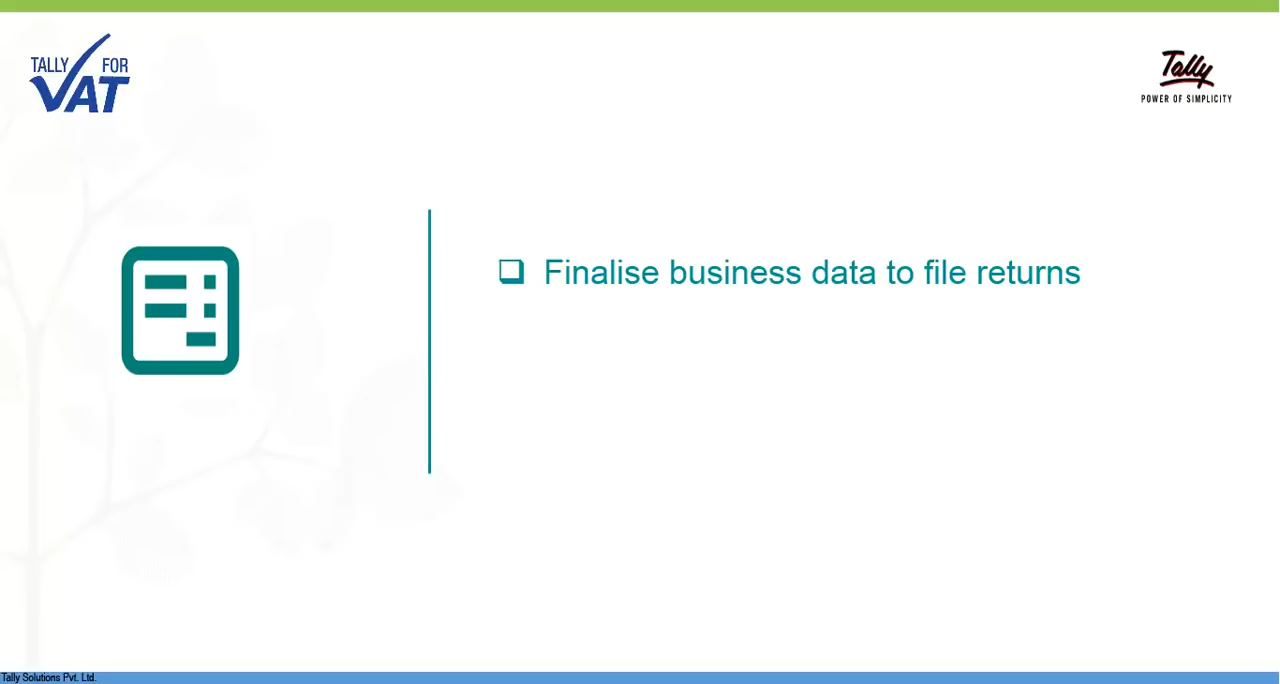 TALLY FOR
VAT
Tally
POWER OF SIMPLICITY
Finalise business data to file returns
Tally Solutions Pvt. Ltd.